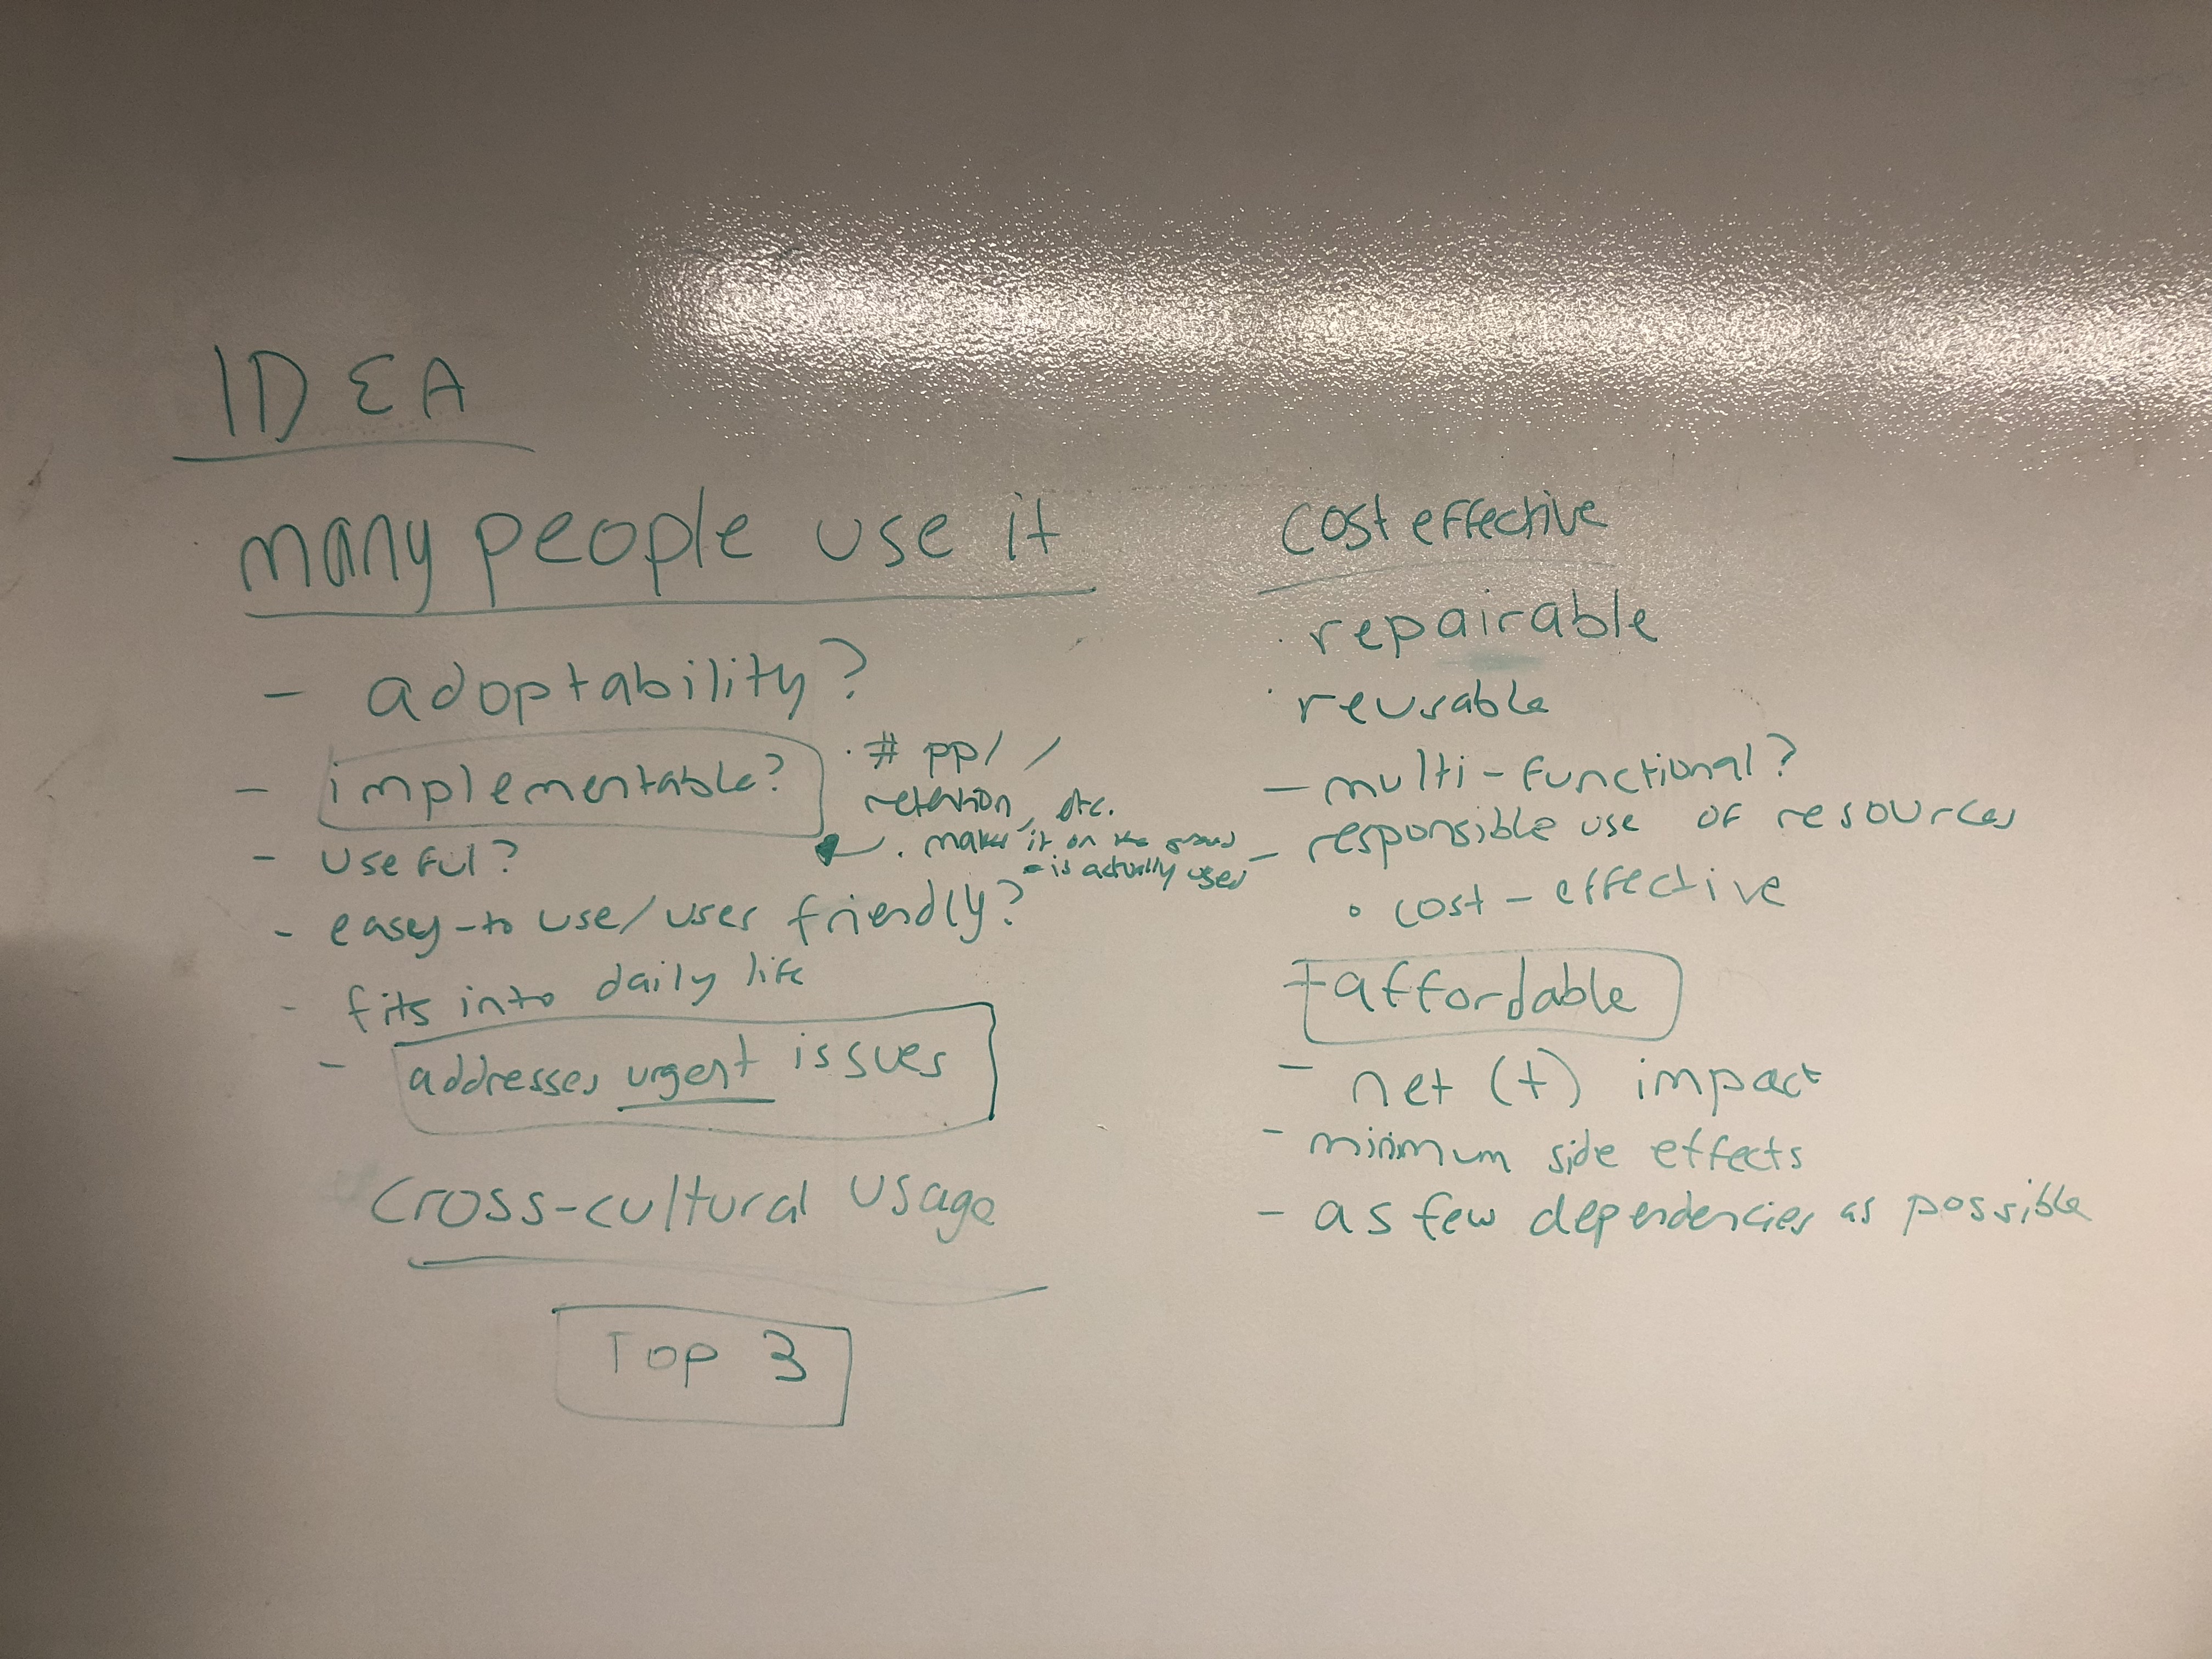 IDEA
many people use it
- adoptability?
- implementable?
· # ppl /
retention, etc.
· makes it on the ground
- is actually used
- useful?
- easy-to use/user friendly?
- fits into daily life
- addresses urgent issues
cross-cultural usage
Top 3
cost effective
· repairable
· reusable
- multi-functional?
- responsible use of resources
• cost-effective
- affordable
- net (+) impact
- minimum side effects
- as few dependencies as possible